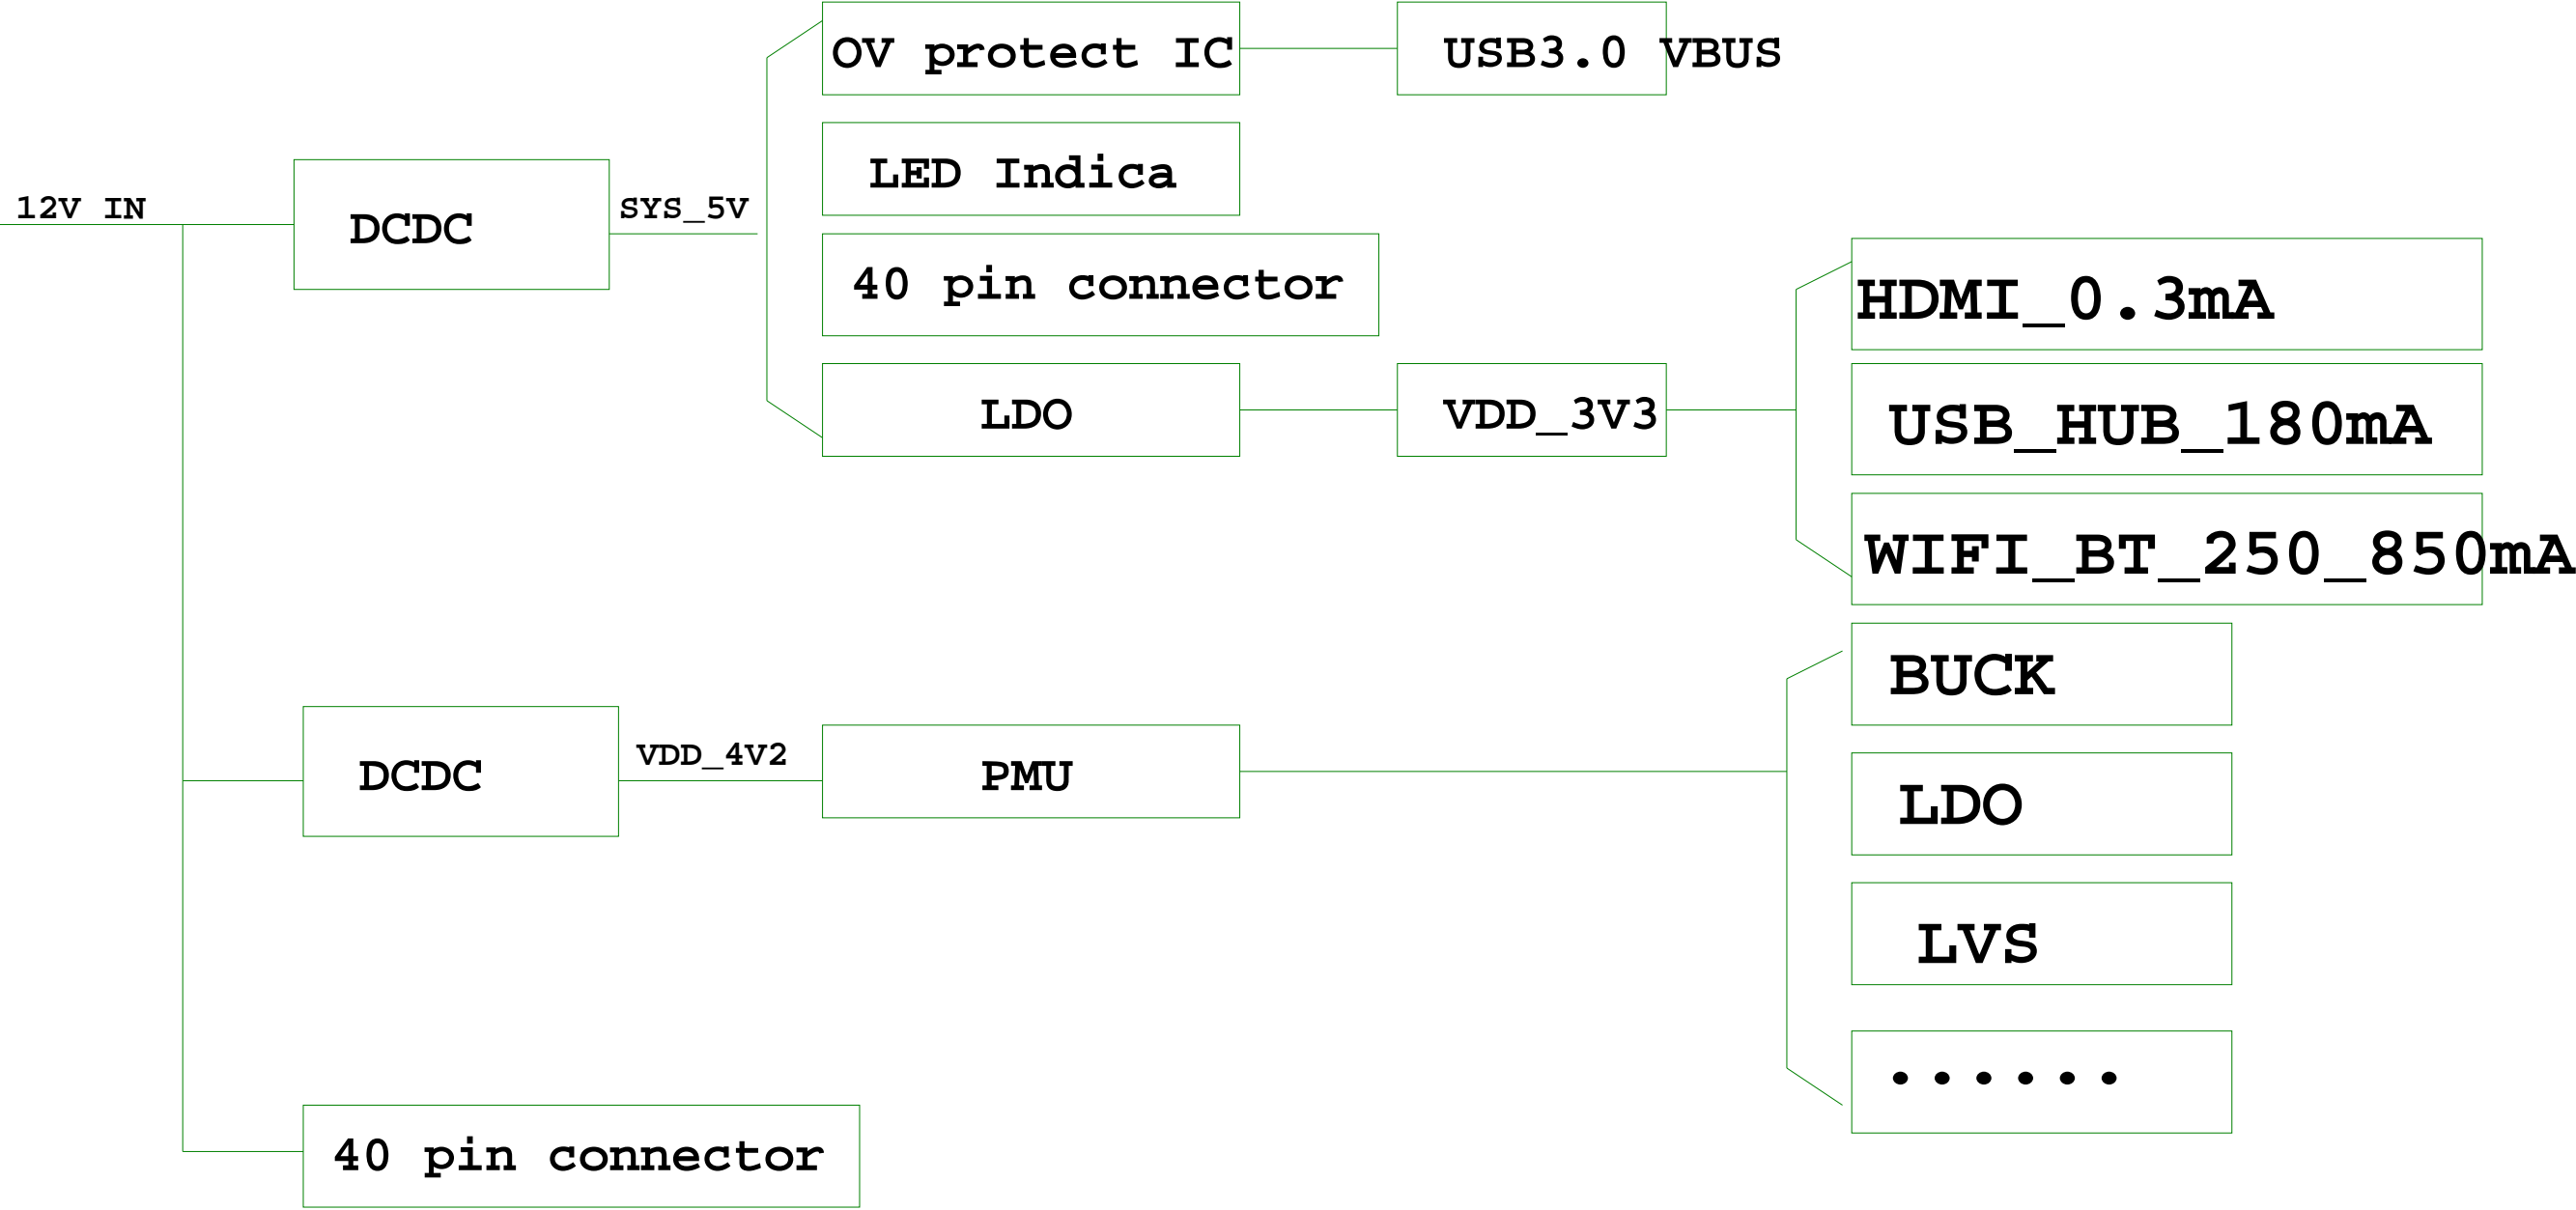 OV protect IC
USB3.0 VBUS
LED Indica
12V IN
DCDC
SYS_5V
40 pin connector
HDMI_0.3mA
LDO
VDD_3V3
USB_HUB_180mA
WIFI_BT_250_850mA
BUCK
DCDC
VDD_4V2
PMU
LDO
LVS
......
40 pin connector